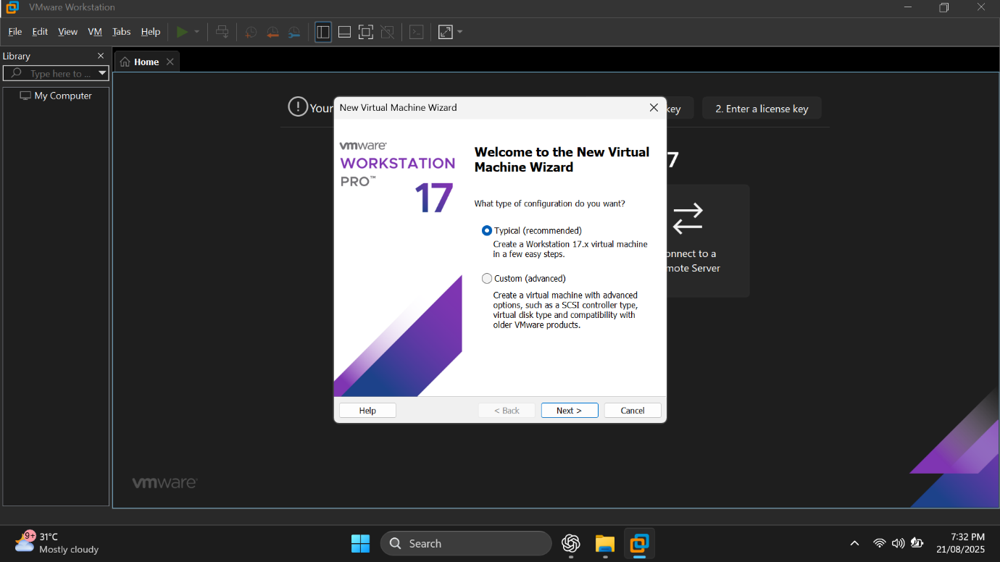 VMware Workstation
File Edit View VM Tabs Help
Library
Type here to ...
My Computer
Home
Your
key
2. Enter a license key
7
onnect to a
mote Server
New Virtual Machine Wizard
vmware
WORKSTATION
PRO™
17
Welcome to the New Virtual
Machine Wizard
What type of configuration do you want?
Typical (recommended)
Create a Workstation 17.x virtual machine
in a few easy steps.
Custom (advanced)
Create a virtual machine with advanced
options, such as a SCSI controller type,
virtual disk type and compatibility with
older VMware products.
Help < Back Next > Cancel
vmware
9+
31°C
Mostly cloudy
Search
7:32 PM
21/08/2025